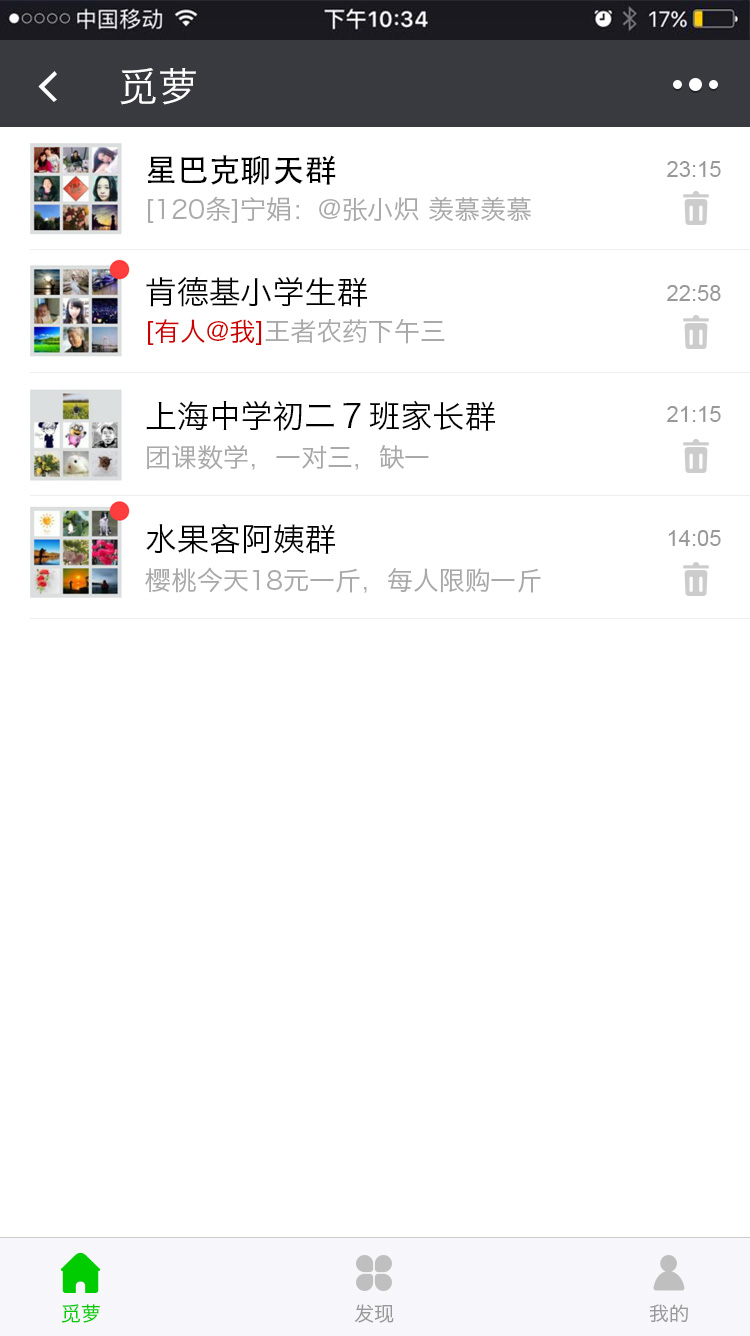 中国移动 下午10:34 17%
觅萝
星巴克聊天群 23:15
[120条]宁娟：@张小炽 羡慕羡慕
肯德基小学生群 22:58
[有人@我]王者农药下午三
上海中学初二７班家长群 21:15
团课数学，一对三，缺一
水果客阿姨群 14:05
樱桃今天18元一斤，每人限购一斤
觅萝 发现 我的